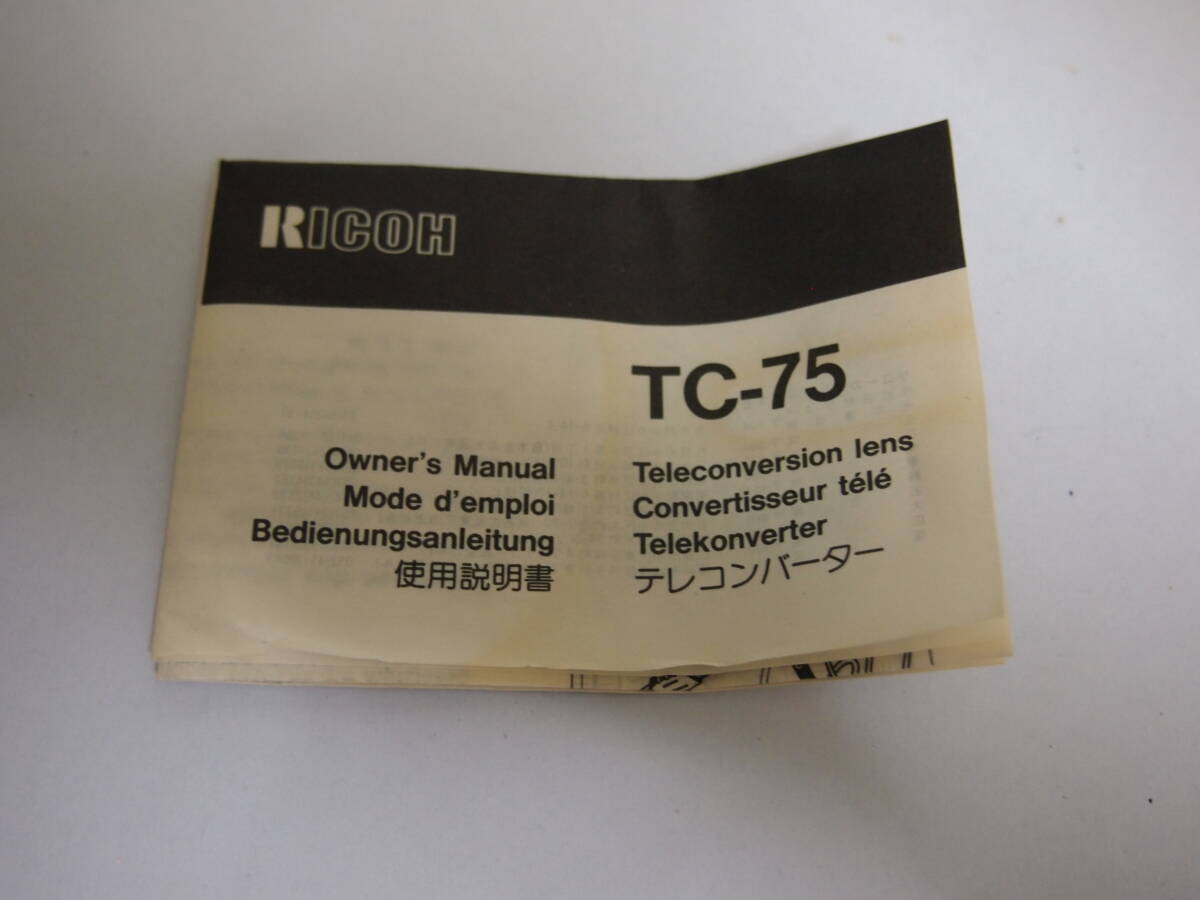 RICOH
TC-75
Owner's Manual
Mode d'emploi
Bedienungsanleitung
使用説明書
Teleconversion lens
Convertisseur télé
Telekonverter
テレコンバーター